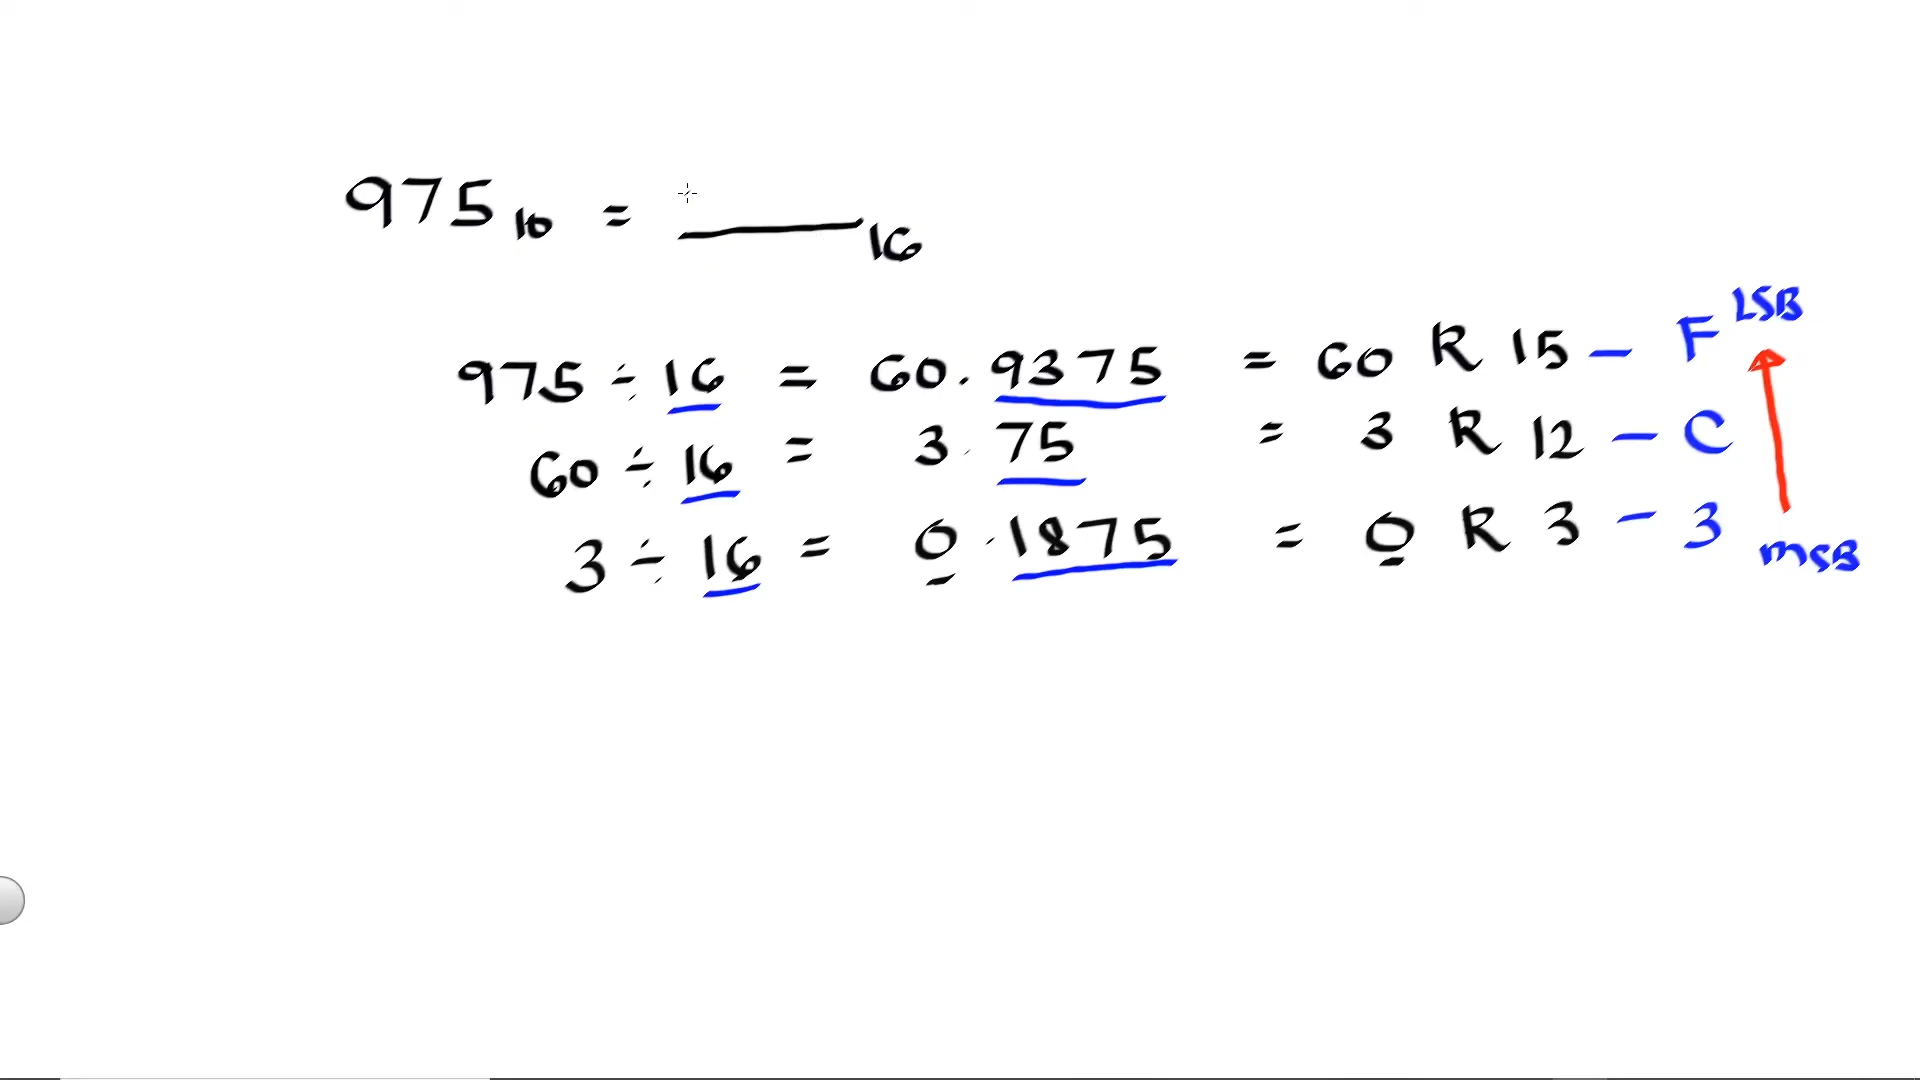 975₁₀ = ____₁₆
LSB
975 ÷ 16 = 60.9375 = 60 R 15 – F
60 ÷ 16 = 3.75 = 3 R 12 – C
3 ÷ 16 = 0.1875 = 0 R 3 – 3
MSB